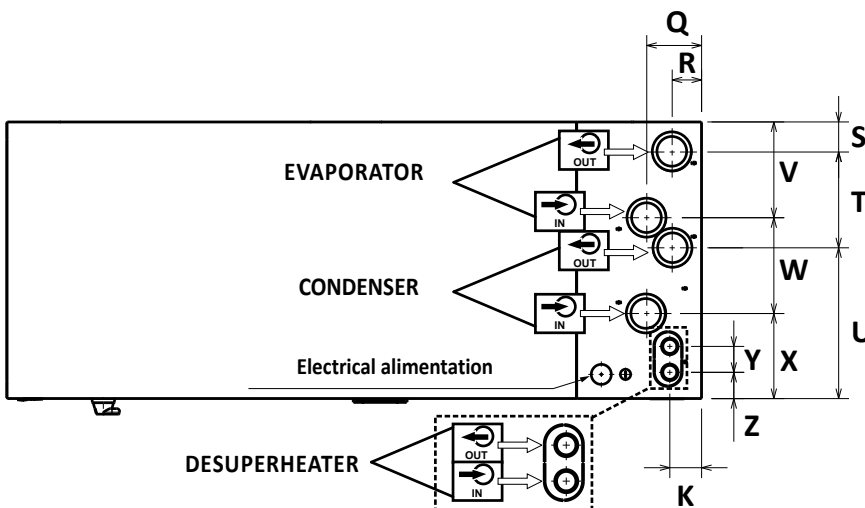 Q
R
S
OUT
EVAPORATOR
V
T
IN
OUT
W
CONDENSER
IN
U
Electrical alimentation
Y
X
Z
OUT
DESUPERHEATER
IN
K